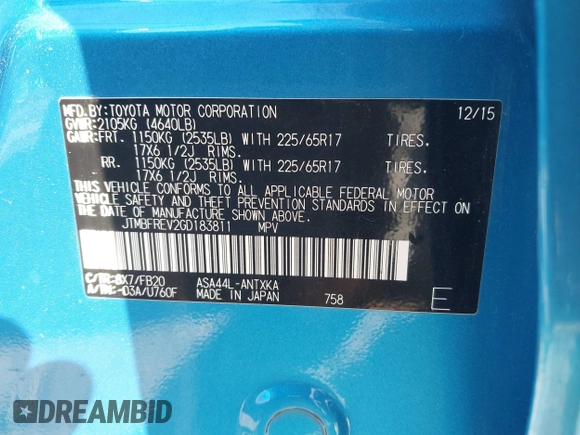 MFD.BY:TOYOTA MOTOR CORPORATION 12/15
GVWR:2105KG (4640LB)
GAWR:FRT. 1150KG (2535LB) WITH 225/65R17 TIRES.
17X6 1/2J RIMS.
RR. 1150KG (2535LB) WITH 225/65R17 TIRES.
17X6 1/2J RIMS.
THIS VEHICLE CONFORMS TO ALL APPLICABLE FEDERAL MOTOR
VEHICLE SAFETY AND THEFT PREVENTION STANDARDS IN EFFECT ON
THE DATE OF MANUFACTURE SHOWN ABOVE.
JTMBFREV2GD183811 MPV
C/TR:8X7/FB20 ASA44L-ANTXKA
A/TM:-03A/U760F MADE IN JAPAN 758 E
DREAMBID